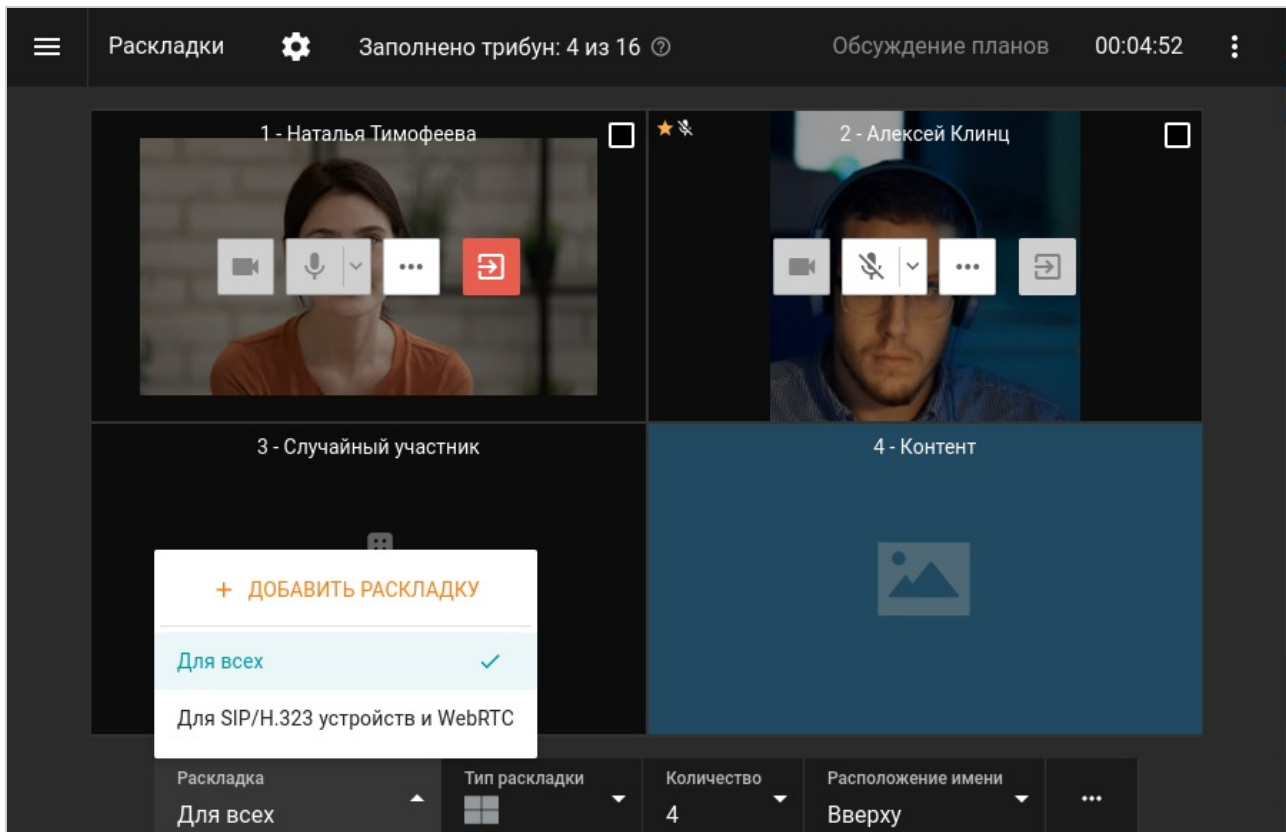 Раскладки
Заполнено трибун: 4 из 16
Обсуждение планов
00:04:52
1 - Наталья Тимофеева
2 - Алексей Клинц
3 - Случайный участник
4 - Контент
+ ДОБАВИТЬ РАСКЛАДКУ
Для всех
Для SIP/H.323 устройств и WebRTC
Раскладка
Для всех
Тип раскладки
Количество
4
Расположение имени
Вверху